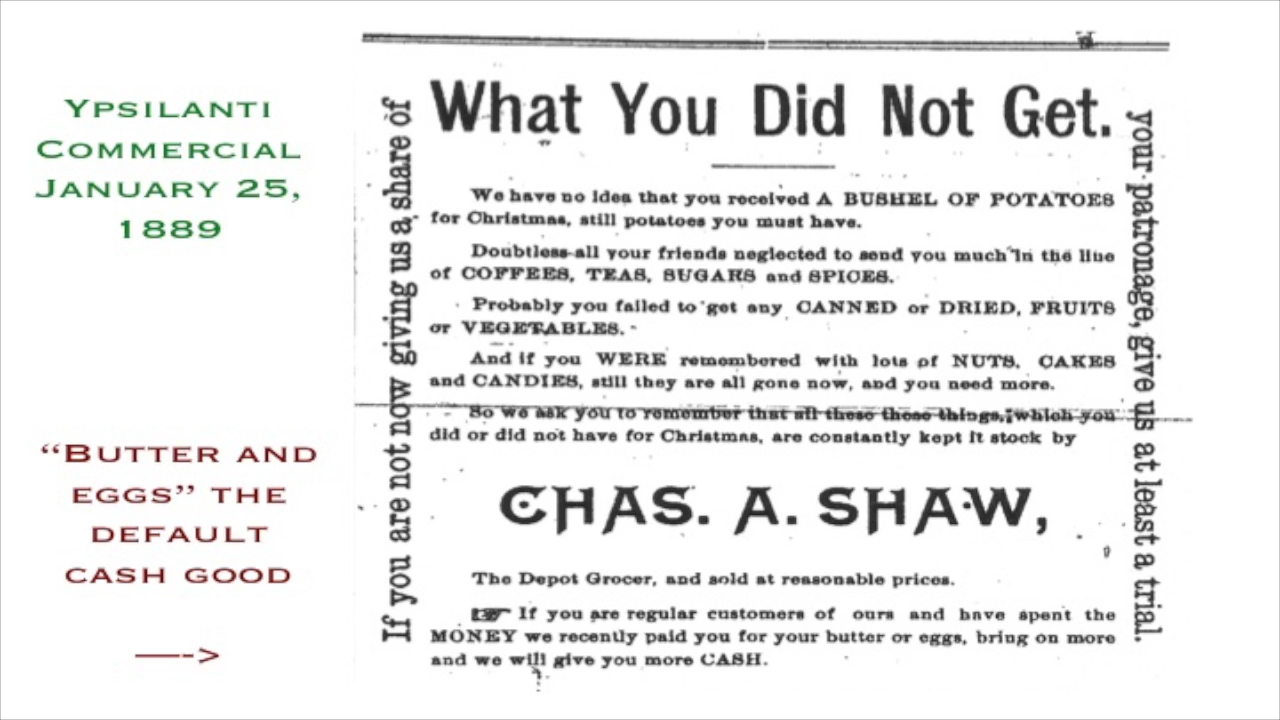 YPSILANTI
COMMERCIAL
JANUARY 25,
1889
“BUTTER AND
EGGS” THE
DEFAULT
CASH GOOD
—-->
If you are not now giving us a share of
What You Did Not Get.
We have no idea that you received A BUSHEL OF POTATOES
for Christmas, still potatoes you must have.
Doubtless all your friends neglected to send you much in the line
of COFFEES, TEAS, SUGARS and SPICES.
Probably you failed to get any CANNED or DRIED, FRUITS
or VEGETABLES.
And if you WERE remembered with lots of NUTS, CAKES
and CANDIES, still they are all gone now, and you need more.
So we ask you to remember that all these these things, which you
did or did not have for Christmas, are constantly kept it stock by
CHAS. A. SHAW,
The Depot Grocer, and sold at reasonable prices.
☞ If you are regular customers of ours and have spent the
MONEY we recently paid you for your butter or eggs, bring on more
and we will give you more CASH.
your patronage, give us at least a trial.